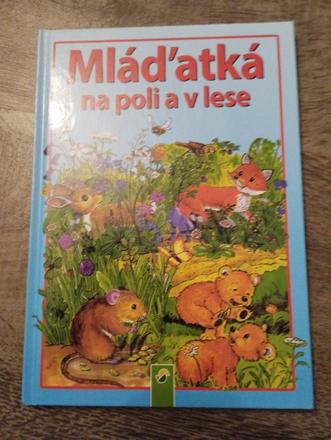 Mláďatká
na poli a v lese